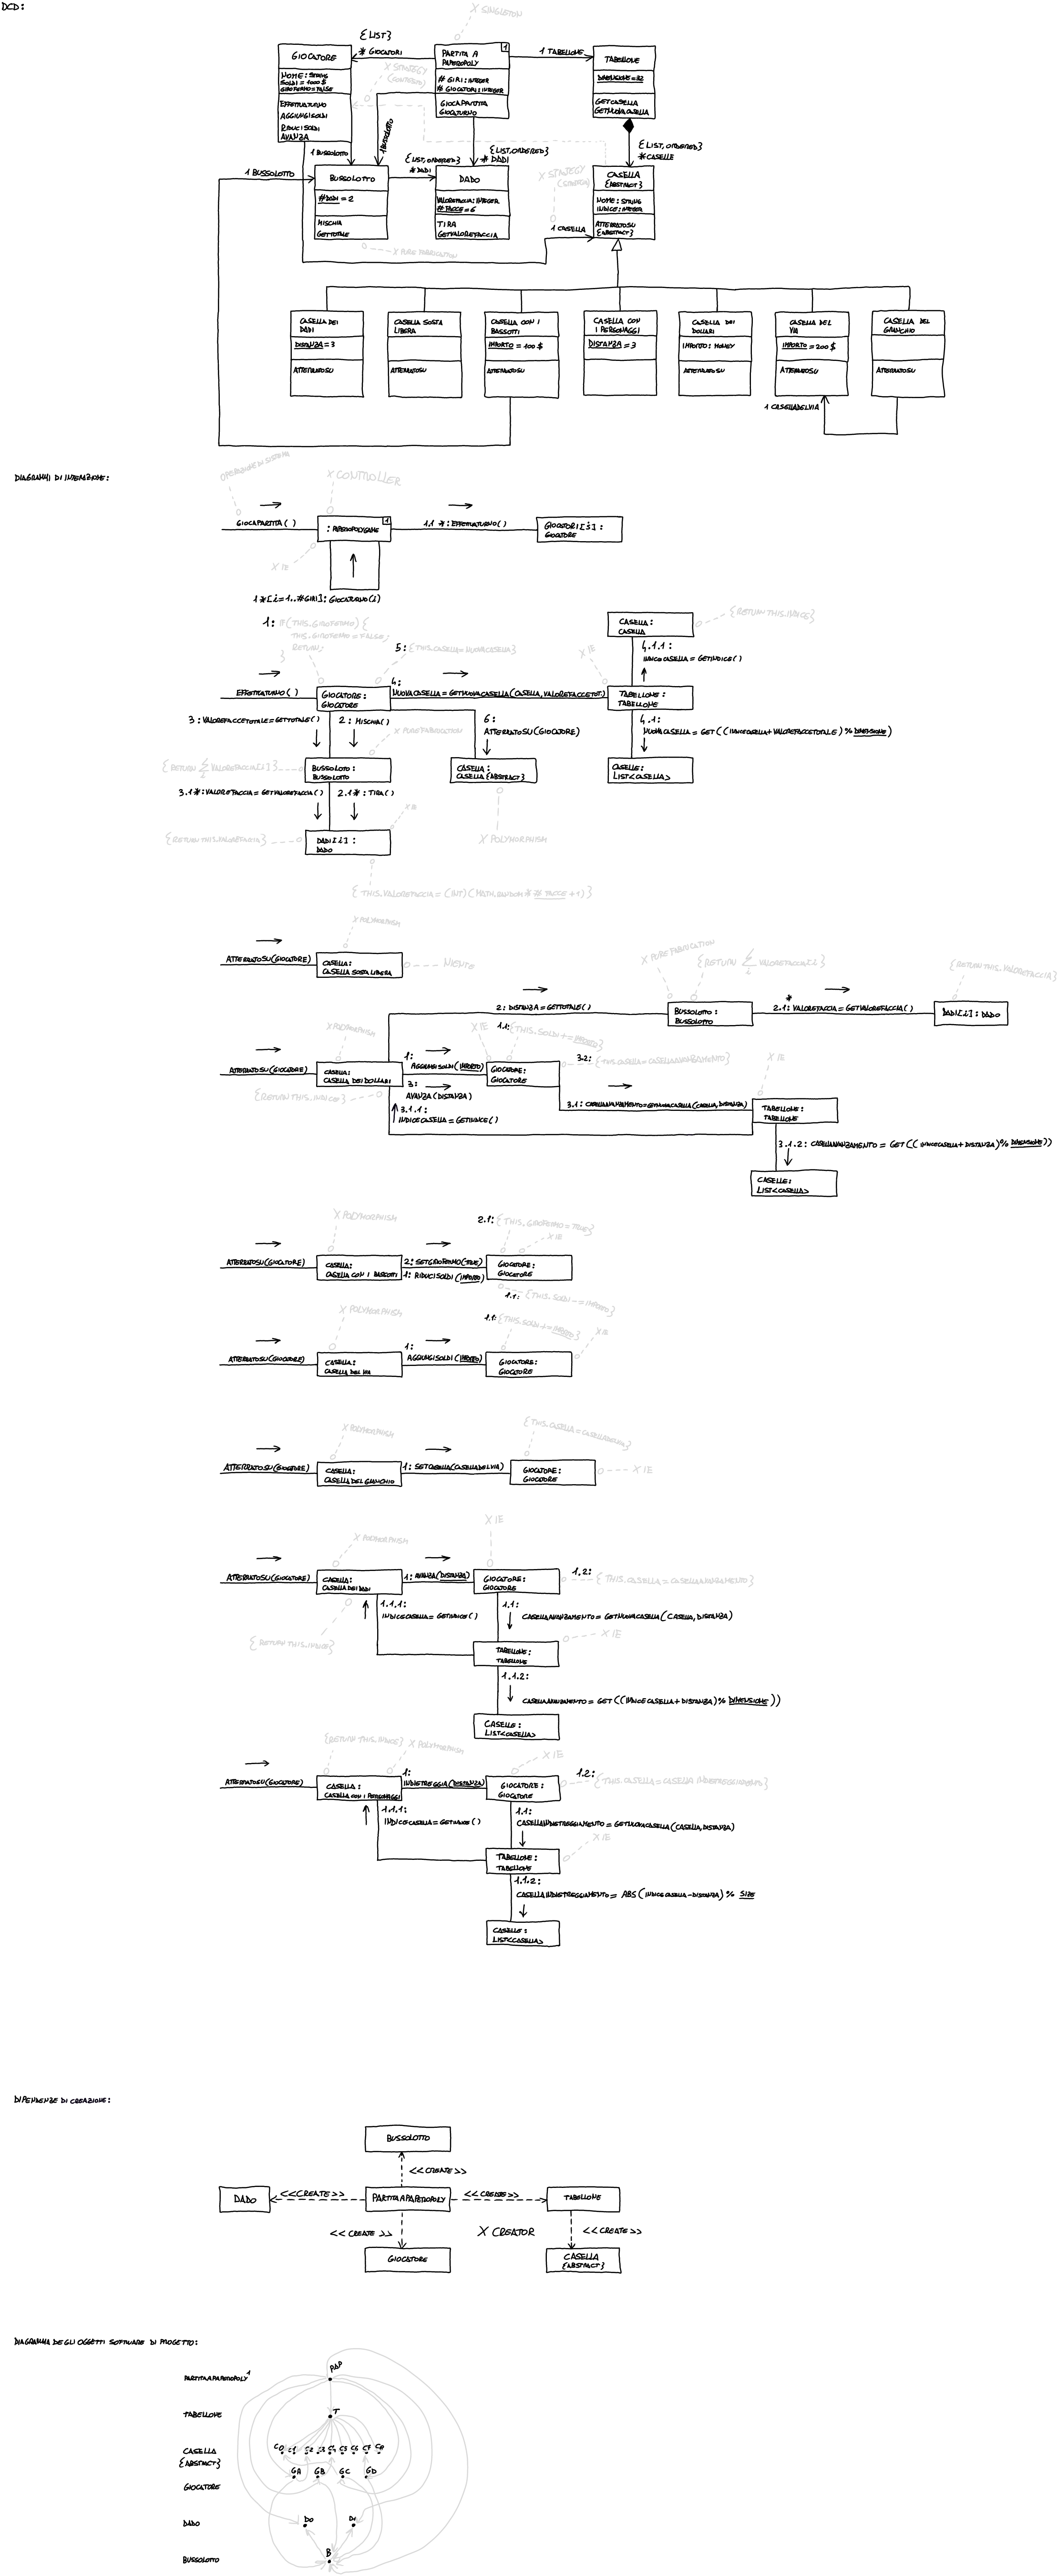 DCD:
X SINGLETON
{LIST}
GIOCATORE
# GIOCATORI
PARTITA A
PAPEROPOLY
1
1 TABELLONE
TABELLONE
X STRATEGY
(CONTEXT)
NOME: STRING
SOLDI = 1000 $
GIROFERMO = FALSE
# GIRI: INTEGER
# GIOCATORI: INTEGER
DIMENSIONE = 32
EFFETTUATURNO
AGGIUNGISOLDI
RIDUCISOLDI
AVANZA
GIOCAPARTITA
GIOCATURNO
GETCASELLA
GETNUOVACASELLA
1 BUSSOLOTTO
1 BUSSOLOTTO
{LIST, ORDERED}
* DADI
{LIST, ORDERED}
* DADI
{LIST, ORDERED}
* CASELLE
1 BUSSOLOTTO
BUSSOLOTTO
DADO
X STRATEGY
(STRATEGY)
CASELLA
{ABSTRACT}
#DADI = 2
VALOREFACCIA: INTEGER
# FACCE = 6
NOME: STRING
INDICE: INTEGER
MISCHIA
GETTOTALE
TIRA
GETVALOREFACCIA
1 CASELLA
ATTERRATOSU
{ABSTRACT}
X PURE FABRICATION
CASELLA DEI
DADI
CASELLA SOSTA
LIBERA
CASELLA CON I
BASSOTTI
CASELLA CON
I PERSONAGGI
CASELLA DEI
DOLLARI
CASELLA DEL
VIA
CASELLA DEL
GRANCHIO
DISTANZA = 3
IMPORTO = 100 $
DISTANZA = 3
IMPORTO: MONEY
IMPORTO = 200 $
ATTERRATOSU
ATTERRATOSU
ATTERRATOSU
ATTERRATOSU
ATTERRATOSU
ATTERRATOSU
1 CASELLADELVIA
DIAGRAMMI DI INTERAZIONE:
OPERAZIONE DI SISTEMA
X CONTROLLER
GIOCAPARTITA ( )
: PAPEROPOLYGAME
1
1.1 *: EFFETTUATURNO ( )
GIOCATORI [i] :
GIOCATORE
X IE
1 * [i = 1..#GIRI]: GIOCATURNO(i)
1: IF (THIS.GIROFERMO) {
THIS.GIROFERMO = FALSE;
RETURN;
}
5: {THIS.CASELLA = NUOVACASELLA}
CASELLA :
CASELLA
{RETURN THIS.INDICE}
4.1.1:
INDICECASELLA = GETINDICE ( )
X IE
EFFETTUATURNO ( )
GIOCATORE :
GIOCATORE
4:
NUOVACASELLA = GETNUOVACASELLA (CASELLA, VALOREFACCETOT.)
TABELLONE :
TABELLONE
3 : VALOREFACCETOTALE = GETTOTALE ( )
2 : MISCHIA ( )
X PURE FABRICATION
6:
ATTERRATOSU (GIOCATORE)
4.1:
NUOVACASELLA = GET ((INDICECASELLA + VALOREFACCETOTALE) % DIMENSIONE)
{RETURN ∑i VALOREFACCIA[i]}
BUSSOLOTO :
BUSSOLOTTO
CASELLA :
CASELLA {ABSTRACT}
CASELLE :
LIST<CASELLA>
3.1 *: VALOREFACCIA = GETVALOREFACCIA ( )
2.1 * : TIRA ( )
X IE
{RETURN THIS.VALOREFACCIA}
DADI [i] :
DADO
X POLYMORPHISM
{ THIS.VALOREFACCIA = (INT) (MATH.RANDOM * # FACCE + 1) }
X POLYMORPHISM
ATTERRATOSU (GIOCATORE)
CASELLA :
CASELLA SOSTA LIBERA
NIENTE
X PURE FABRICATION
{RETURN ∑i VALOREFACCIA[i]}
{RETURN THIS.VALOREFACCIA}
2: DISTANZA = GETTOTALE ( )
BUSSOLOTTO :
BUSSOLOTTO
*
2.1: VALOREFACCIA = GETVALOREFACCIA ( )
DADI [i] : DADO
X POLYMORPHISM
X IE
1.1: {THIS.SOLDI += IMPORTO}
ATTERRATOSU (GIOCATORE)
CASELLA :
CASELLA DEI DOLLARI
1:
AGGIUNGISOLDI (IMPORTO)
GIOCATORE :
GIOCATORE
3.2: {THIS.CASELLA = CASELLAAVANZAMENTO}
X IE
{RETURN THIS.INDICE}
3:
AVANZA (DISTANZA)
3.1: CASELLAAVANZAMENTO = GETNUOVACASELLA (CASELLA, DISTANZA)
TABELLONE :
TABELLONE
3.1.1:
INDICECASELLA = GETINDICE ( )
3.1.2: CASELLAAVANZAMENTO = GET (( INDICECASELLA + DISTANZA) % DIMENSIONE))
CASELLE :
LIST<CASELLA>
X POLYMORPHISM
2.1: {THIS.GIROFERMO = TRUE}
X IE
ATTERRATOSU (GIOCATORE)
CASELLA :
CASELLA CON I BASSOTTI
2: SETGIROFERMO (TRUE)
1: RIDUCISOLDI (IMPORTO)
GIOCATORE :
GIOCATORE
1.1: {THIS.SOLDI -= IMPORTO}
X POLYMORPHISM
1.1: {THIS.SOLDI += IMPORTO}
X IE
ATTERRATOSU (GIOCATORE)
CASELLA :
CASELLA DEL VIA
1:
AGGIUNGISOLDI (IMPORTO)
GIOCATORE :
GIOCATORE
X POLYMORPHISM
{THIS.CASELLA = CASELLADELVIA}
ATTERRATOSU (GIOCATORE)
CASELLA :
CASELLA DEL GRANCHIO
1: SETCASELLA (CASELLADELVIA)
GIOCATORE :
GIOCATORE
X IE
X POLYMORPHISM
X IE
ATTERRATOSU (GIOCATORE)
CASELLA :
CASELLA DEI DADI
1: AVANZA (DISTANZA)
GIOCATORE :
GIOCATORE
1.2: { THIS.CASELLA = CASELLAAVANZAMENTO}
1.1.1:
INDICECASELLA = GETINDICE ( )
1.1:
CASELLAAVANZAMENTO = GETNUOVACASELLA (CASELLA, DISTANZA)
{ RETURN THIS.INDICE}
TABELLONE :
TABELLONE
X IE
1.1.2:
CASELLAAVANZAMENTO = GET ((INDICECASELLA + DISTANZA) % DIMENSIONE ))
CASELLE :
LIST<CASELLA>
{RETURN THIS.INDICE}
X POLYMORPHISM
X IE
ATTERRATOSU (GIOCATORE)
CASELLA :
CASELLA CON I PERSONAGGI
1:
INDIETREGGIA (DISTANZA)
GIOCATORE :
GIOCATORE
1.2: {THIS.CASELLA = CASELLA INDIETREGGIAMENTO}
1.1.1:
INDICECASELLA = GETINDICE ( )
1.1:
CASELLAINDIETREGGIAMENTO = GETNUOVACASELLA (CASELLA, DISTANZA)
X IE
TABELLONE :
TABELLONE
1.1.2:
CASELLAINDIETREGGIAMENTO = ABS (INDICECASELLA - DISTANZA) % SIZE
CASELLE :
LIST<CASELLA>
DIPENDENZE DI CREAZIONE:
BUSSOLOTTO
<< CREATE >>
DADO
<<CREATE >>
PARTITAAPAPEROPOLY
<< CREATE >>
TABELLONE
<< CREATE >>
X CREATOR
<< CREATE >>
GIOCATORE
CASELLA
{ABSTRACT}
DIAGRAMMA DEGLI OGGETTI SOFTWARE DI PROGETTO:
PAP
PARTITAAPAPEROPOLY 1
T
TABELLONE
CASELLA
{ABSTRACT}
C0 C1 C2 C3 C4 C5 C6 C7 C8
GA GB GC GD
GIOCATORE
D0 D1
DADO
B
BUSSOLOTTO